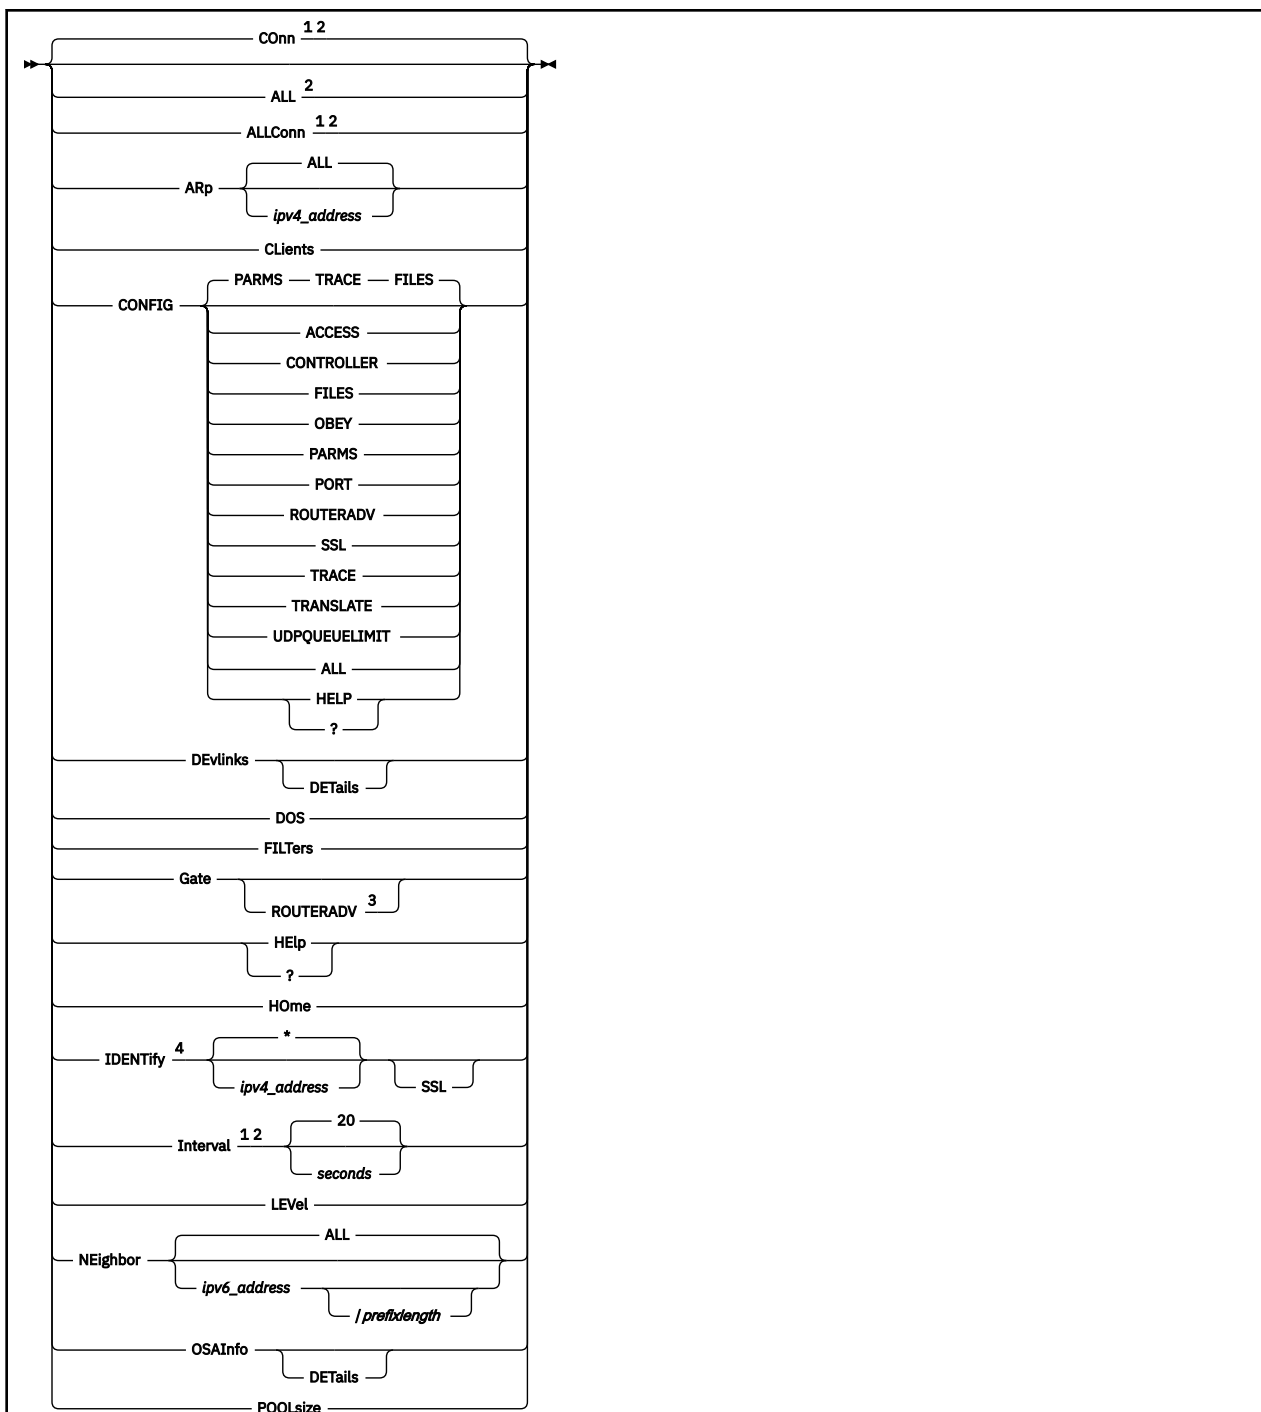 COnn 1 2
ALL 2
ALLConn 1 2
ALL
ARp
ipv4_address
CLients
PARMS TRACE FILES
CONFIG
ACCESS
CONTROLLER
FILES
OBEY
PARMS
PORT
ROUTERADV
SSL
TRACE
TRANSLATE
UDPQUEUELIMIT
ALL
HELP
?
DEvlinks
DETails
DOS
FILTers
Gate
ROUTERADV 3
HElp
?
HOme
*
IDENTify 4
ipv4_address SSL
20
Interval 1 2
seconds
LEVel
ALL
NEighbor
ipv6_address
/prefixlength
OSAInfo
DETails
POOLsize